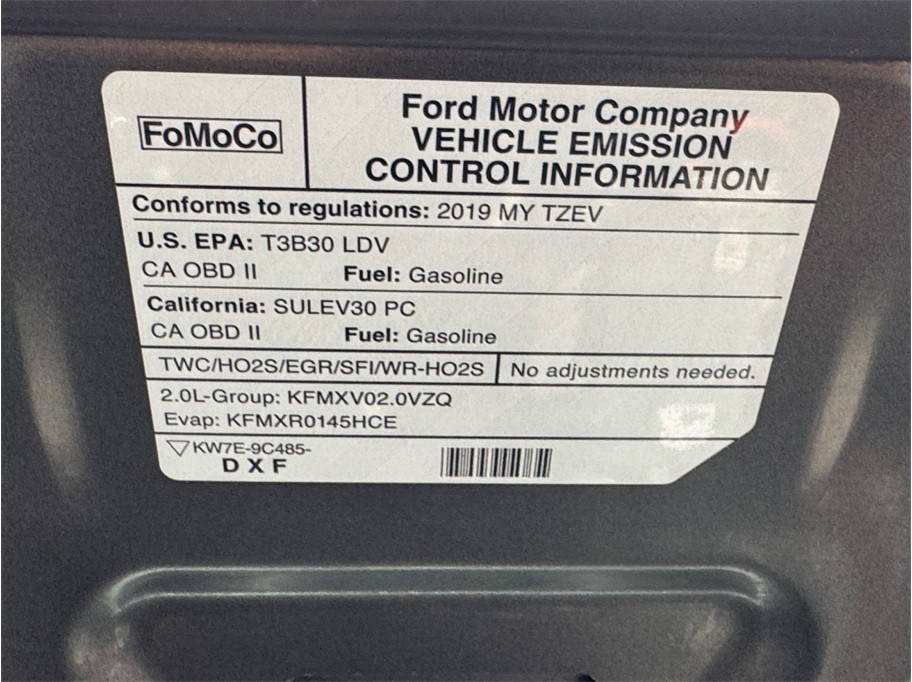 FoMoCo
Ford Motor Company
VEHICLE EMISSION
CONTROL INFORMATION
Conforms to regulations: 2019 MY TZEV
U.S. EPA: T3B30 LDV
CA OBD II Fuel: Gasoline
California: SULEV30 PC
CA OBD II Fuel: Gasoline
TWC/HO2S/EGR/SFI/WR-HO2S No adjustments needed.
2.0L-Group: KFMXV02.0VZQ
Evap: KFMXR0145HCE
KW7E-9C485-
DXF